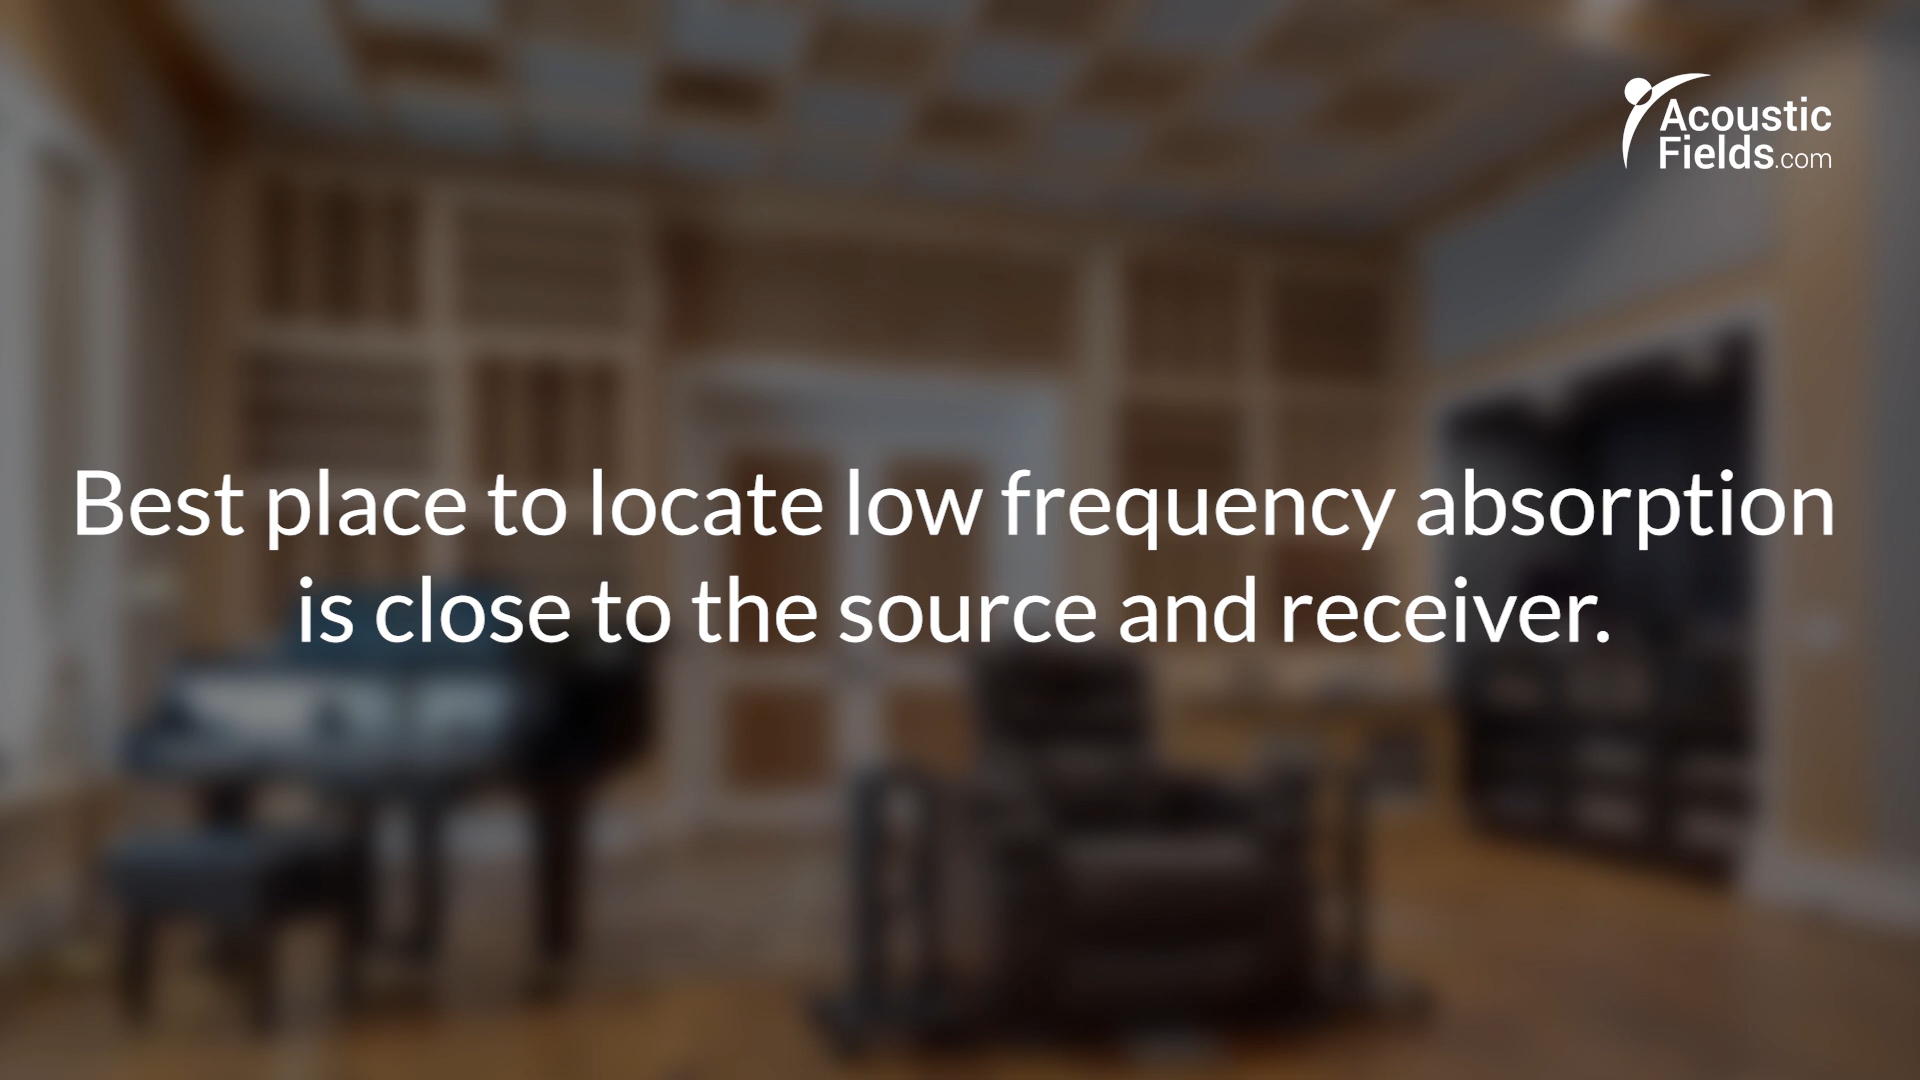 Acoustic
Fields.com
Best place to locate low frequency absorption
is close to the source and receiver.